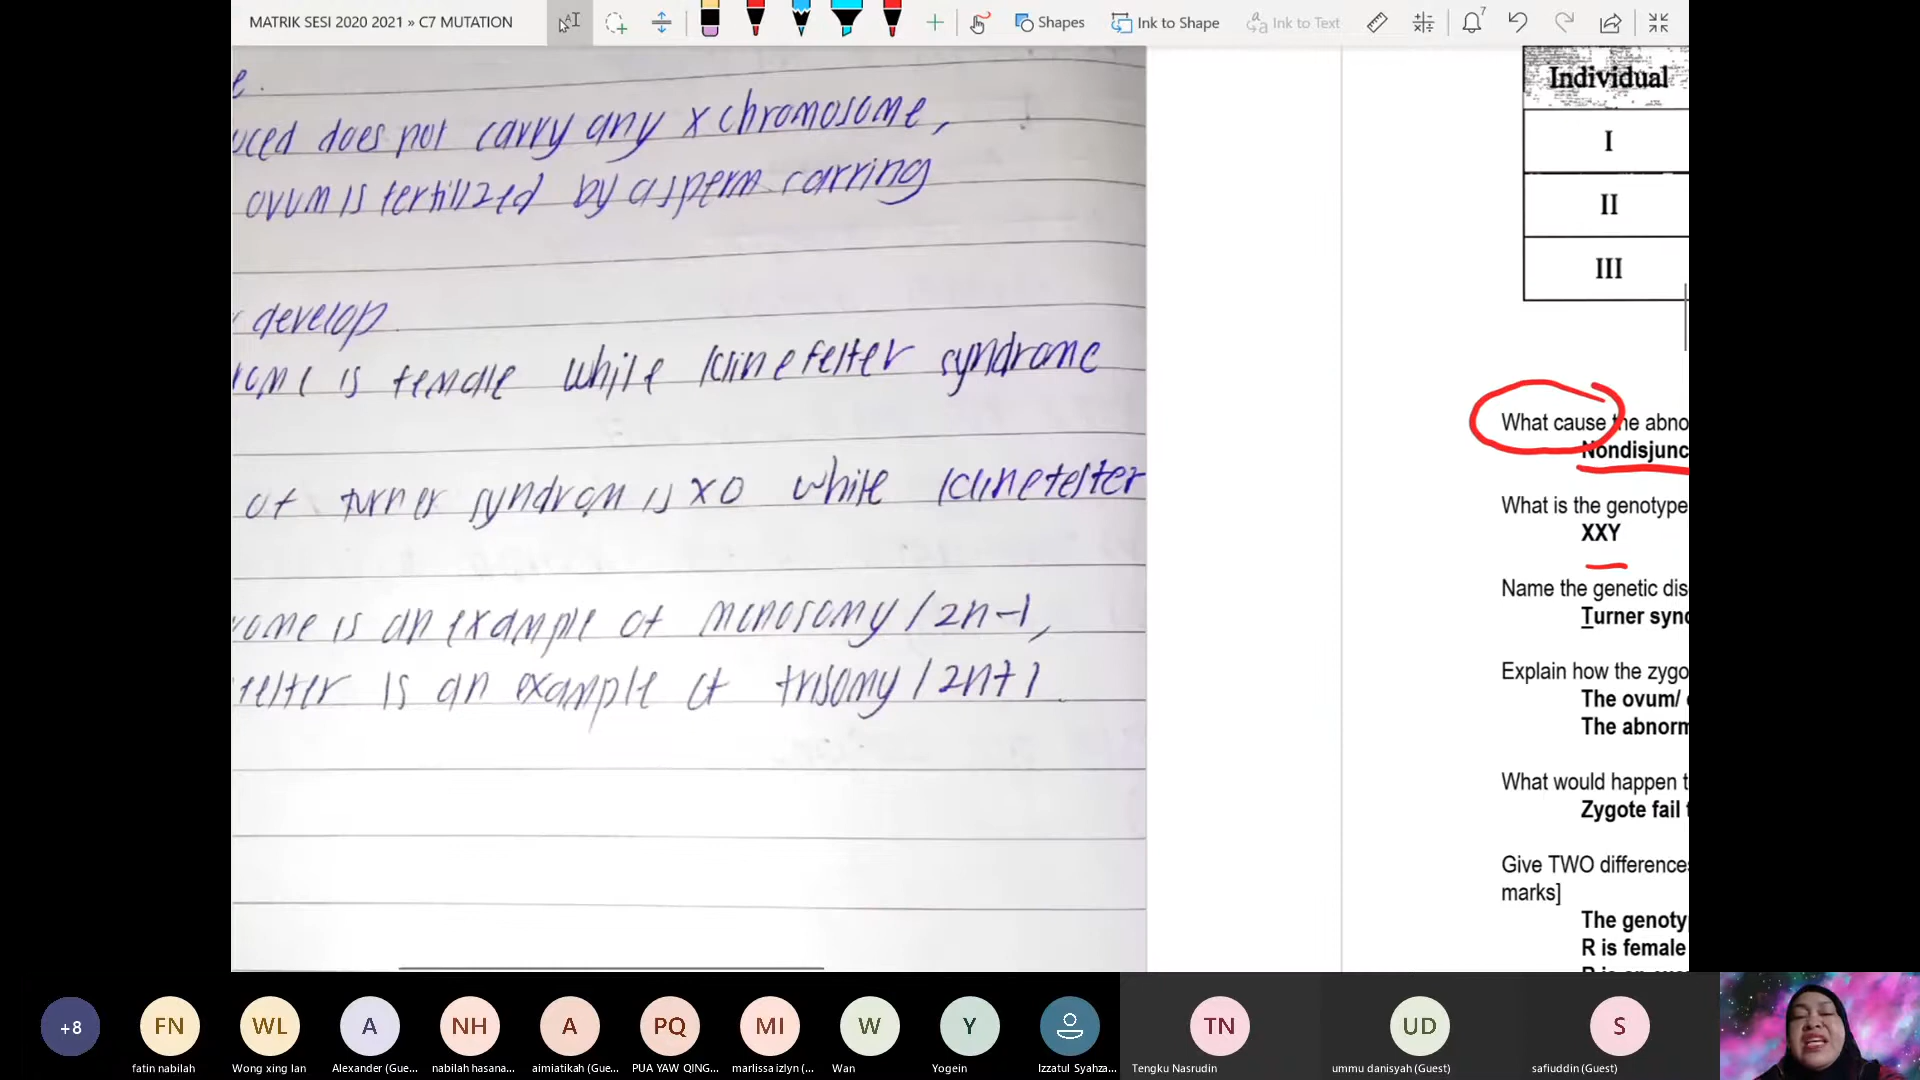 MATRIK SESI 2020 2021 » C7 MUTATION
Shapes
Ink to Shape
Ink to Text
7
e.
uced does not carry any x chromosome,
ovum is fertilized by a sperm carring
develop
ome is female while klinefelter syndrome
of turner syndrom is XO while klinefelter
rome is an example of monosomy / 2n-1,
felter is an example of trisomy / 2n+1.
Individual
I
II
III
What cause the abno
Nondisjunc
What is the genotype
XXY
Name the genetic dis
Turner sync
Explain how the zygo
The ovum/
The abnorm
What would happen t
Zygote fail
Give TWO differences
marks]
The genoty
R is female
+8
FN
WL
A
NH
A
PQ
MI
W
Y
TN
UD
S
fatin nabilah
Wong xing lan
Alexander (Gue...
nabilah hasana...
aimiatikah (Gue...
PUA YAW QING...
marlissa izlyn (...
Wan
Yogein
Izzatul Syahza...
Tengku Nasrudin
ummu danisyah (Guest)
safiuddin (Guest)